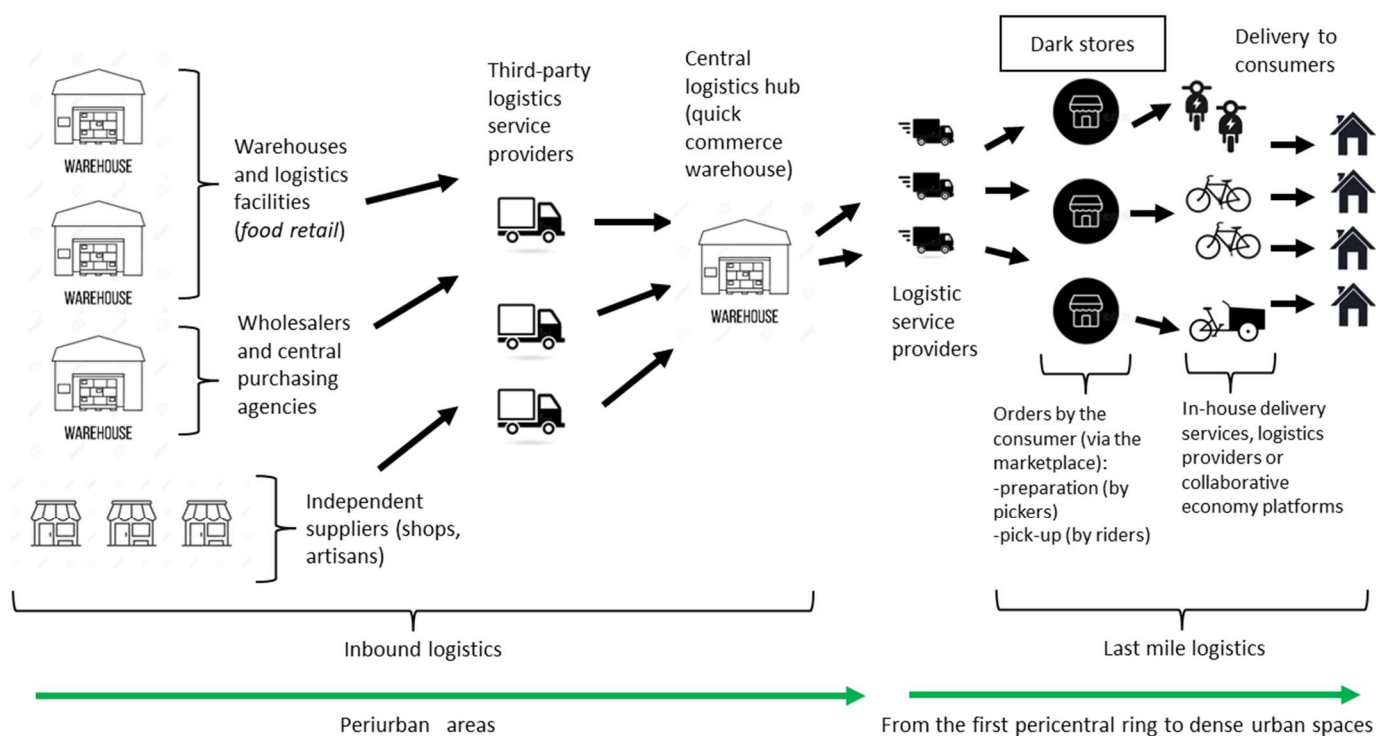 WAREHOUSE
WAREHOUSE
WAREHOUSE
Warehouses
and logistics
facilities
(food retail)
Wholesalers
and central
purchasing
agencies
Independent
suppliers (shops,
artisans)
Third-party
logistics
service
providers
Central
logistics hub
(quick
commerce
warehouse)
WAREHOUSE
Logistic
service
providers
Dark stores
Delivery to
consumers
Orders by the
consumer (via the
marketplace):
-preparation (by
pickers)
-pick-up (by riders)
In-house delivery
services, logistics
providers or
collaborative
economy platforms
Inbound logistics
Last mile logistics
Periurban areas
From the first pericentral ring to dense urban spaces